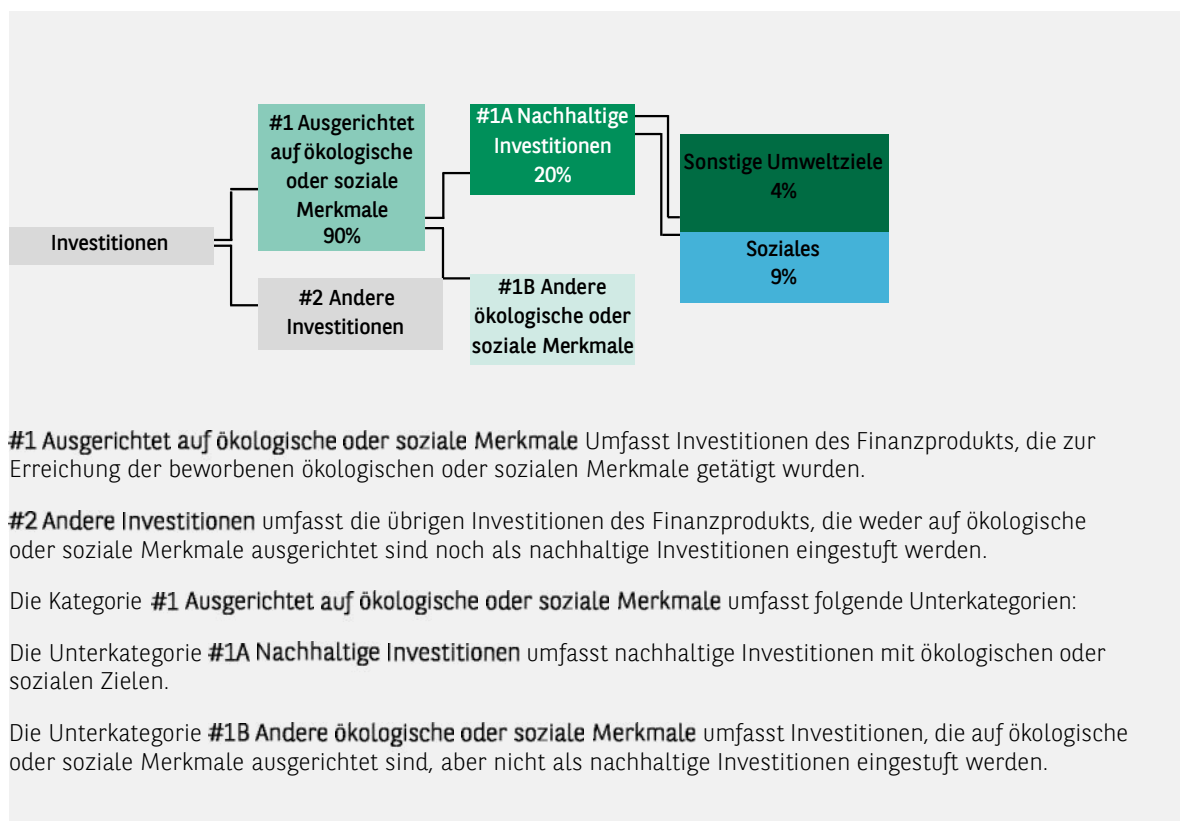 #1 Ausgerichtet
auf ökologische
oder soziale
Merkmale
90%
#1A Nachhaltige
Investitionen
20%
Sonstige Umweltziele
4%
Investitionen
Soziales
9%
#2 Andere
Investitionen
#1B Andere
ökologische oder
soziale Merkmale
#1 Ausgerichtet auf ökologische oder soziale Merkmale Umfasst Investitionen des Finanzprodukts, die zur
Erreichung der beworbenen ökologischen oder sozialen Merkmale getätigt wurden.
#2 Andere Investitionen umfasst die übrigen Investitionen des Finanzprodukts, die weder auf ökologische
oder soziale Merkmale ausgerichtet sind noch als nachhaltige Investitionen eingestuft werden.
Die Kategorie #1 Ausgerichtet auf ökologische oder soziale Merkmale umfasst folgende Unterkategorien:
Die Unterkategorie #1A Nachhaltige Investitionen umfasst nachhaltige Investitionen mit ökologischen oder
sozialen Zielen.
Die Unterkategorie #1B Andere ökologische oder soziale Merkmale umfasst Investitionen, die auf ökologische
oder soziale Merkmale ausgerichtet sind, aber nicht als nachhaltige Investitionen eingestuft werden.